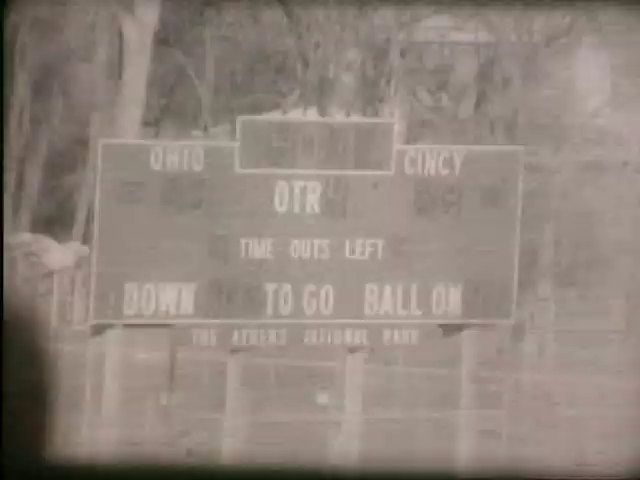 OHIO CINCY
QTR
TIME OUTS LEFT
DOWN TO GO BALL ON
THE ATHENS NATIONAL BANK